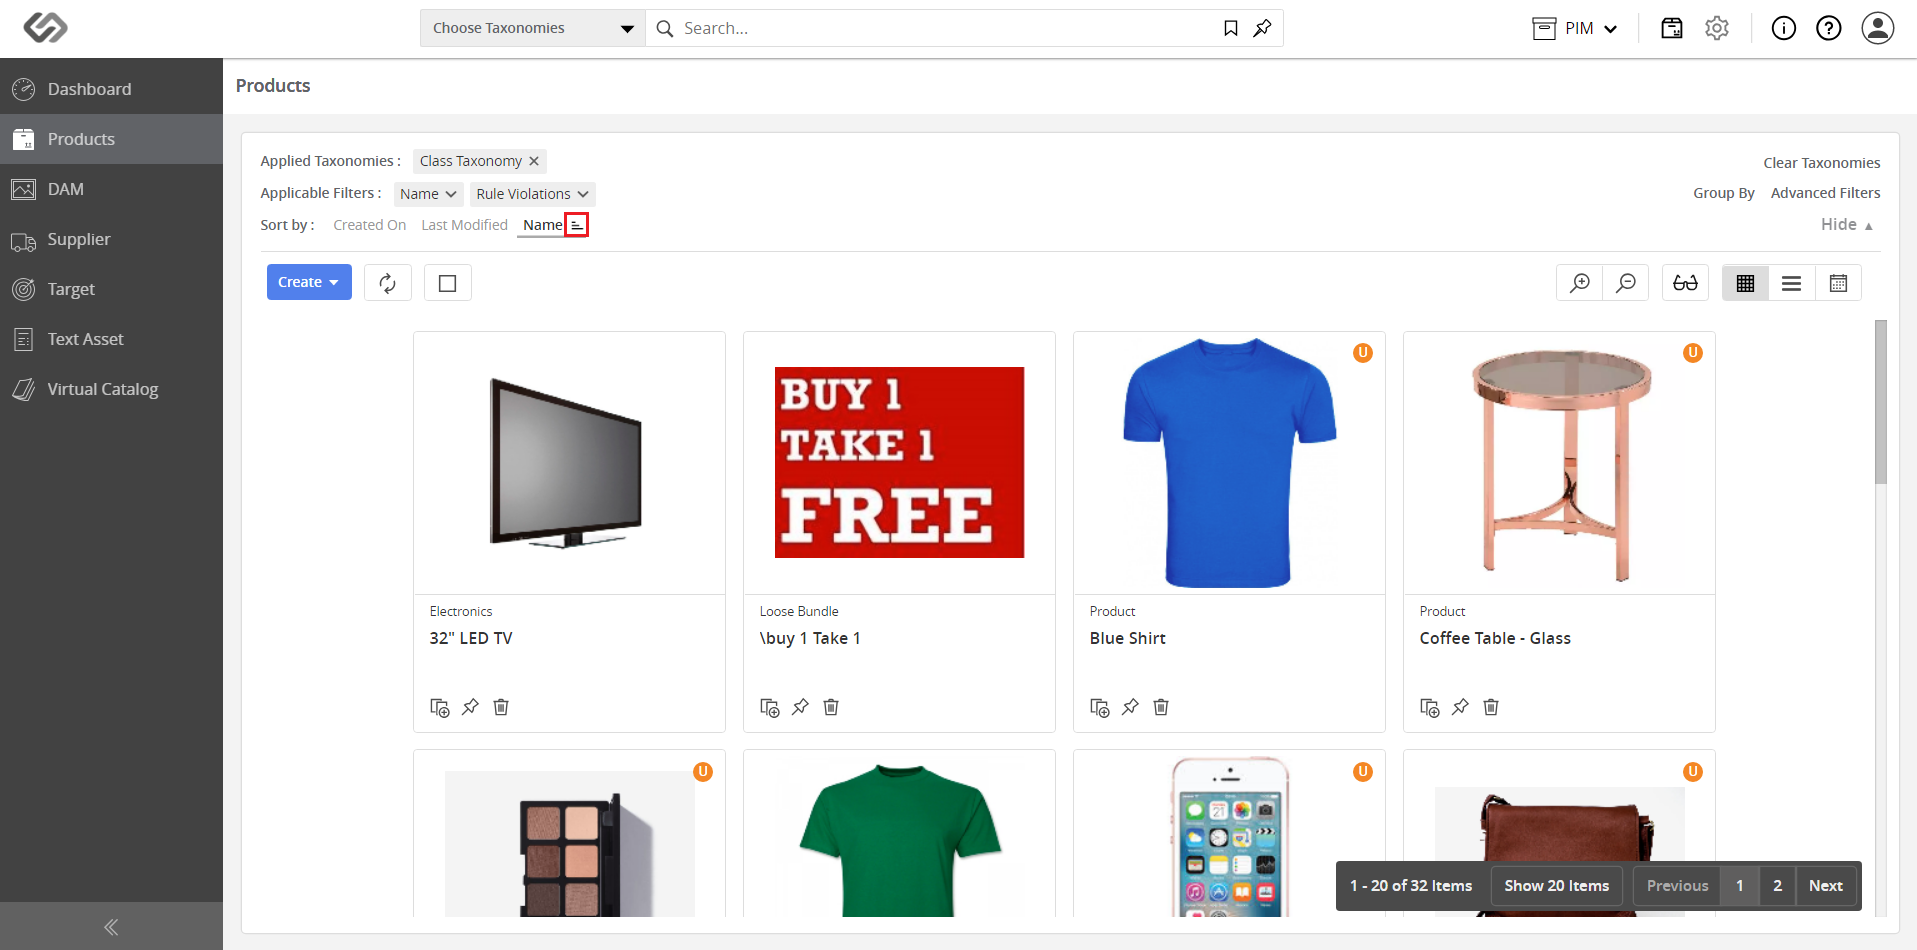 Choose Taxonomies
Search...
PIM
Dashboard
Products
DAM
Supplier
Target
Text Asset
Virtual Catalog
Products
Applied Taxonomies : Class Taxonomy
Clear Taxonomies
Applicable Filters : Name Rule Violations
Group By Advanced Filters
Sort by : Created On Last Modified Name
Hide
Create
BUY 1
TAKE 1
FREE
U
U
Electronics
32" LED TV
Loose Bundle
\buy 1 Take 1
Product
Blue Shirt
Product
Coffee Table - Glass
U
U
U
1 - 20 of 32 Items Show 20 Items Previous 1 2 Next